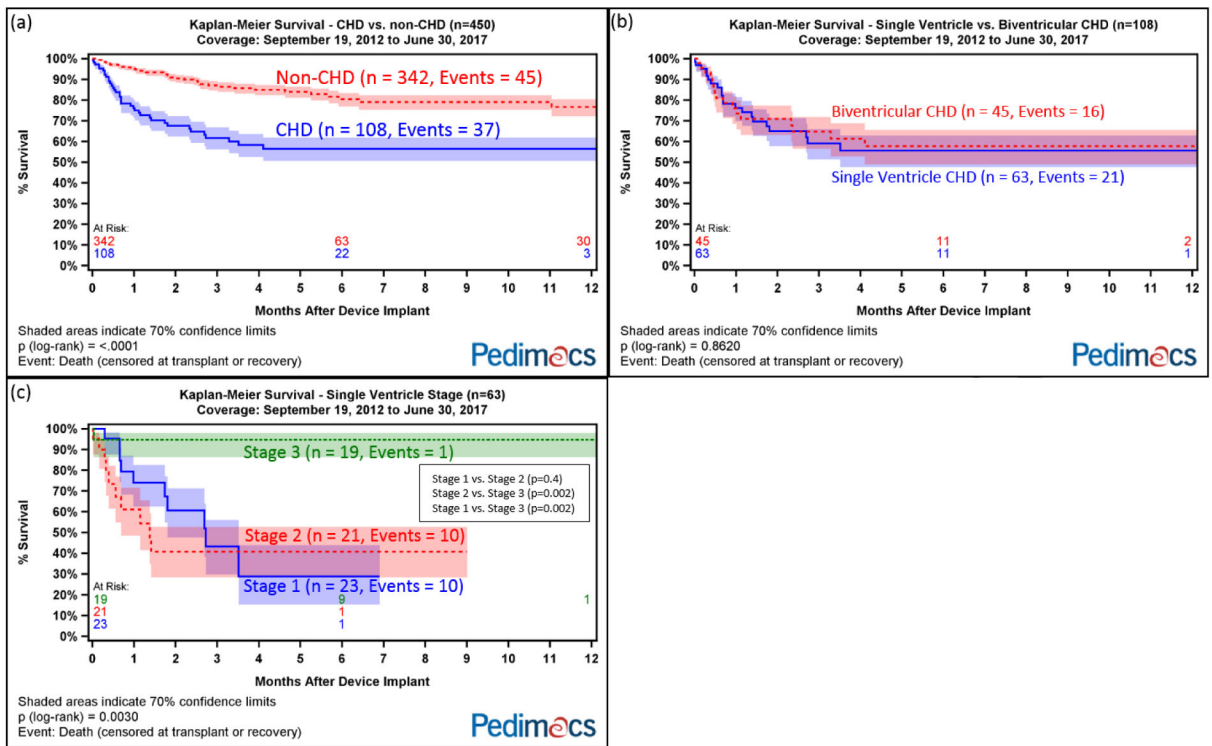 (a)
Kaplan-Meier Survival - CHD vs. non-CHD (n=450)
Coverage: September 19, 2012 to June 30, 2017
% Survival
100%
90%
80%
70%
60%
50%
40%
30%
20%
10%
0%
Non-CHD (n = 342, Events = 45)
CHD (n = 108, Events = 37)
At Risk:
342 63 30
108 22 3
0 1 2 3 4 5 6 7 8 9 10 11 12
Months After Device Implant
Shaded areas indicate 70% confidence limits
p (log-rank) = <.0001
Event: Death (censored at transplant or recovery)
Pedimacs
(b)
Kaplan-Meier Survival - Single Ventricle vs. Biventricular CHD (n=108)
Coverage: September 19, 2012 to June 30, 2017
% Survival
100%
90%
80%
70%
60%
50%
40%
30%
20%
10%
0%
Biventricular CHD (n = 45, Events = 16)
Single Ventricle CHD (n = 63, Events = 21)
At Risk:
45 11 2
63 11 1
0 1 2 3 4 5 6 7 8 9 10 11 12
Months After Device Implant
Shaded areas indicate 70% confidence limits
p (log-rank) = 0.8620
Event: Death (censored at transplant or recovery)
Pedimacs
(c)
Kaplan-Meier Survival - Single Ventricle Stage (n=63)
Coverage: September 19, 2012 to June 30, 2017
% Survival
100%
90%
80%
70%
60%
50%
40%
30%
20%
10%
0%
Stage 3 (n = 19, Events = 1)
Stage 1 vs. Stage 2 (p=0.4)
Stage 2 vs. Stage 3 (p=0.002)
Stage 1 vs. Stage 3 (p=0.002)
Stage 2 (n = 21, Events = 10)
Stage 1 (n = 23, Events = 10)
At Risk:
19 9 1
21 1
23 1
0 1 2 3 4 5 6 7 8 9 10 11 12
Months After Device Implant
Shaded areas indicate 70% confidence limits
p (log-rank) = 0.0030
Event: Death (censored at transplant or recovery)
Pedimacs